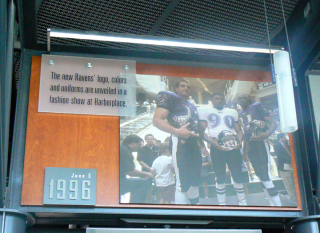 The new Ravens' logo, colors
and uniforms are unveiled in a
fashion show at Harborplace.
90
June 5
1996